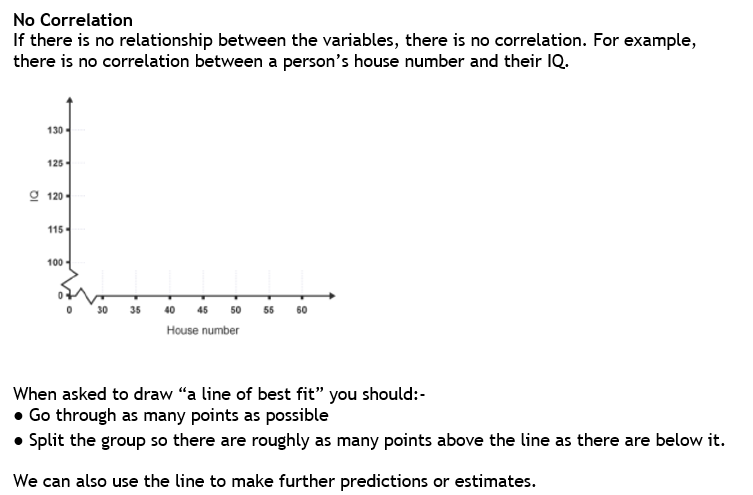 No Correlation
If there is no relationship between the variables, there is no correlation. For example,
there is no correlation between a person’s house number and their IQ.
130
125
IQ
120
115
100
0
0 30 35 40 45 50 55 60
House number
When asked to draw “a line of best fit” you should:-
• Go through as many points as possible
• Split the group so there are roughly as many points above the line as there are below it.
We can also use the line to make further predictions or estimates.